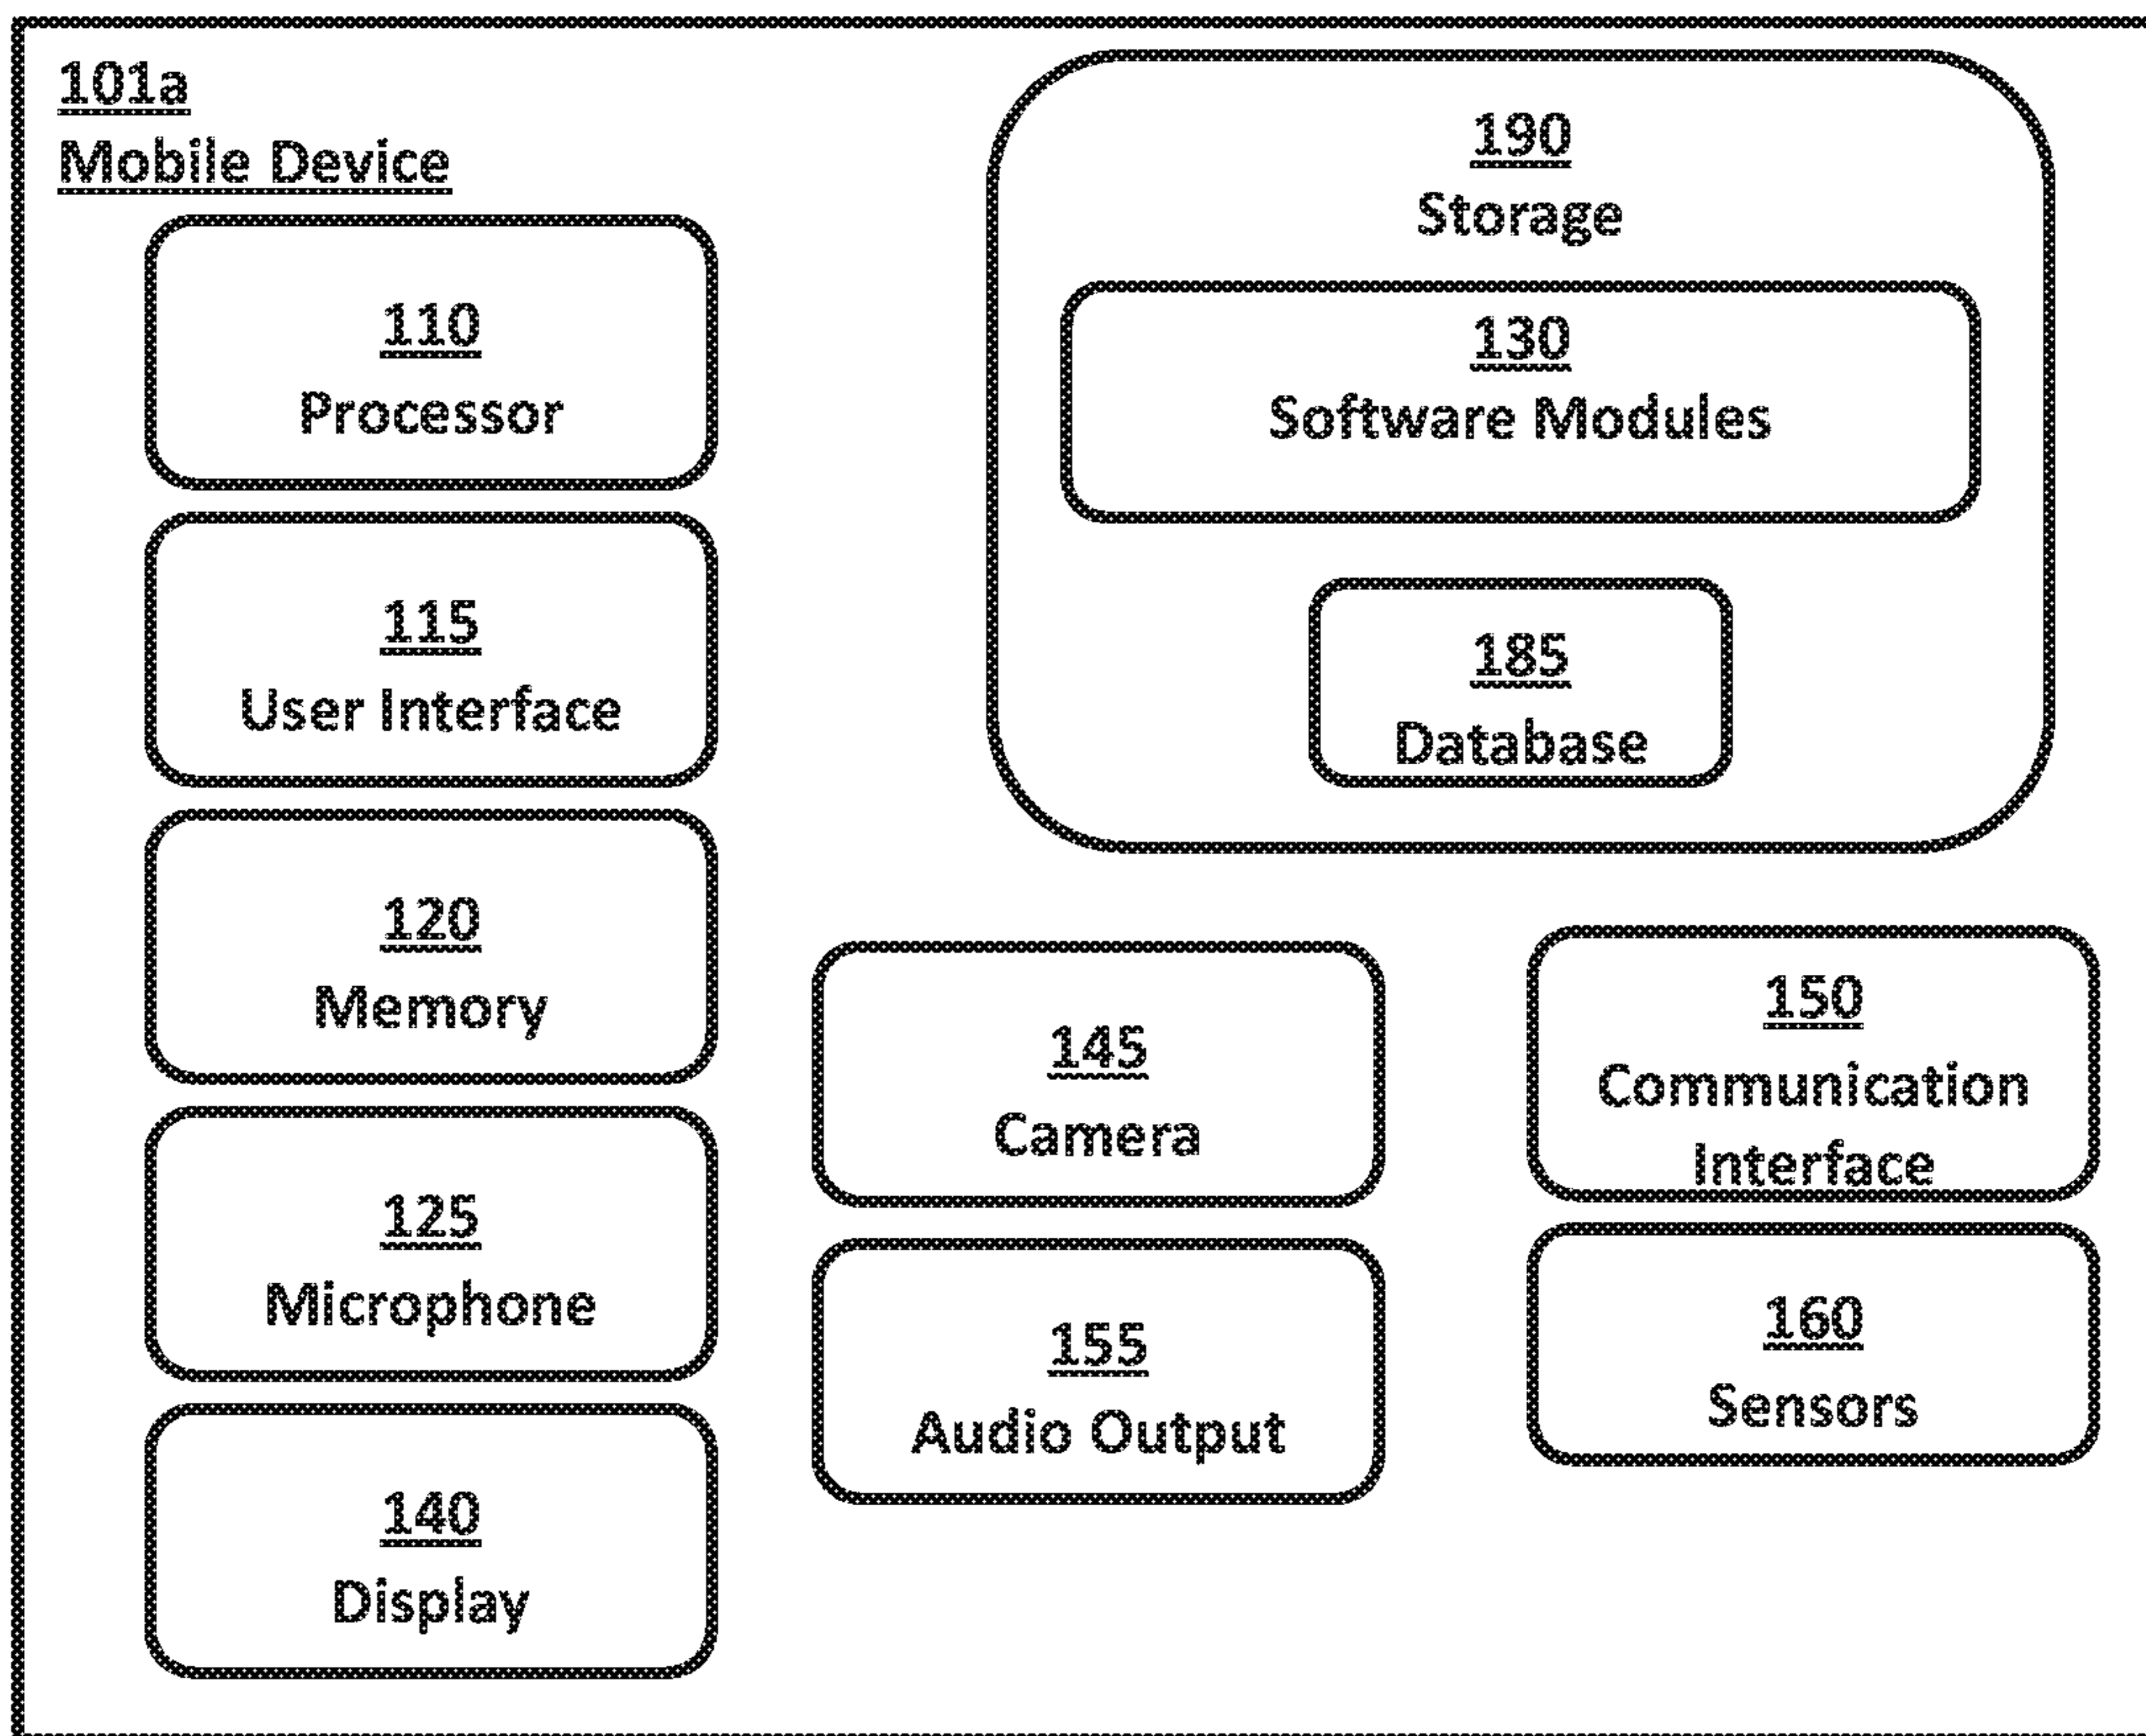 101a
Mobile Device
110
Processor
115
User Interface
120
Memory
125
Microphone
140
Display
190
Storage
130
Software Modules
185
Database
145
Camera
155
Audio Output
150
Communication
Interface
160
Sensors